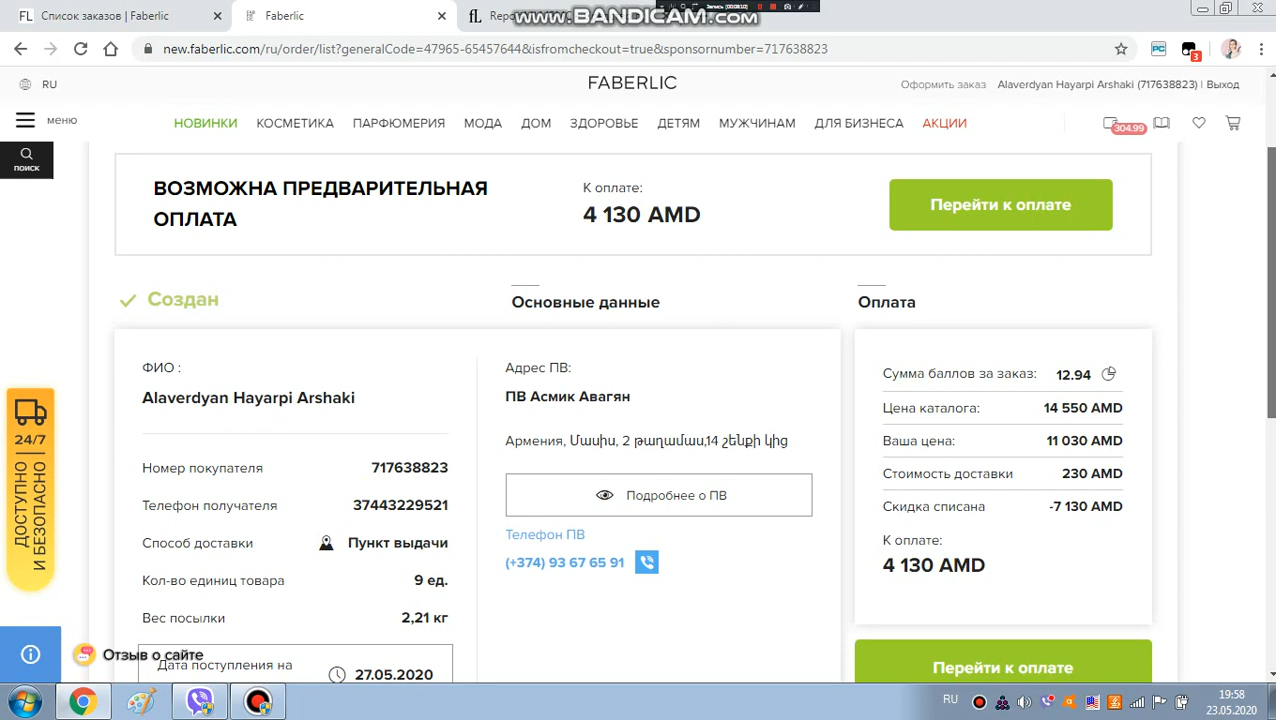 Список заказов | Faberlic
Faberlic
WWW.BANDICAM.COM
new.faberlic.com/ru/order/list?generalCode=47965-65457644&isfromcheckout=true&sponsornumber=717638823
PC
3
RU
FABERLIC
Оформить заказ
Alaverdyan Hayarpi Arshaki (717638823) | Выход
меню
НОВИНКИ КОСМЕТИКА ПАРФЮМЕРИЯ МОДА ДОМ ЗДОРОВЬЕ ДЕТЯМ МУЖЧИНАМ ДЛЯ БИЗНЕСА АКЦИИ
304.99
ПОИСК
ВОЗМОЖНА ПРЕДВАРИТЕЛЬНАЯ
ОПЛАТА
К оплате:
4 130 AMD
Перейти к оплате
Создан
Основные данные
Оплата
ФИО :
Alaverdyan Hayarpi Arshaki
Номер покупателя 717638823
Телефон получателя 37443229521
Способ доставки Пункт выдачи
Кол-во единиц товара 9 ед.
Вес посылки 2,21 кг
Дата поступления на 27.05.2020
Адрес ПВ:
ПВ Асмик Авагян
Армения, Մասիս, 2 թաղամաս,14 շենքի կից
Подробнее о ПВ
Телефон ПВ
(+374) 93 67 65 91
Сумма баллов за заказ: 12.94
Цена каталога: 14 550 AMD
Ваша цена: 11 030 AMD
Стоимость доставки 230 AMD
Скидка списана -7 130 AMD
К оплате:
4 130 AMD
Перейти к оплате
24/7
ДОСТУПНО
И БЕЗОПАСНО
Отзыв о сайте
RU
19:58
23.05.2020